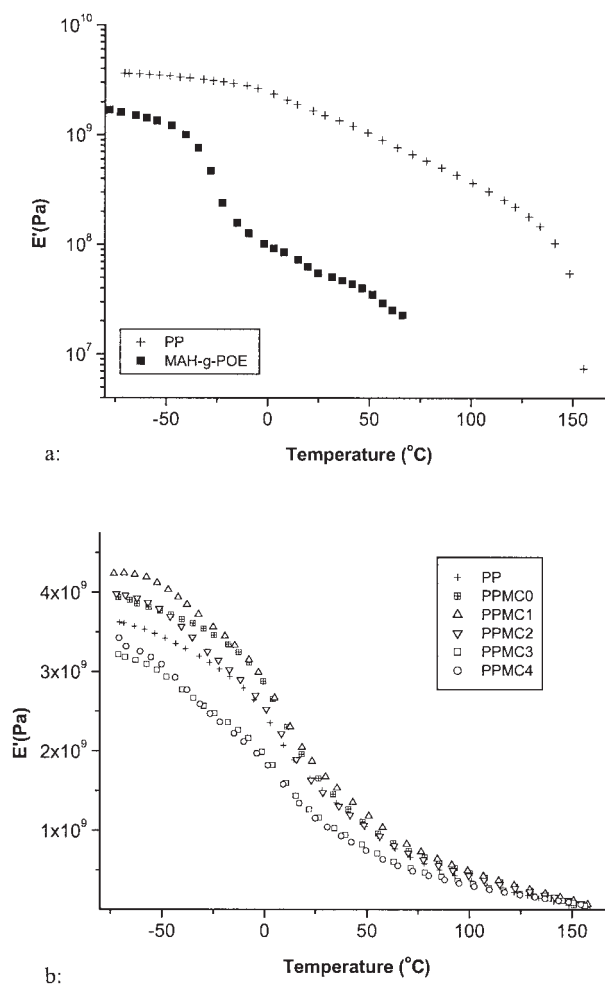 10¹⁰
10⁹
10⁸
10⁷
E'(Pa)
PP
MAH-g-POE
-50 0 50 100 150
Temperature (°C)
a:
4x10⁹
3x10⁹
2x10⁹
1x10⁹
E'(Pa)
PP
PPMC0
PPMC1
PPMC2
PPMC3
PPMC4
-50 0 50 100 150
Temperature (°C)
b: